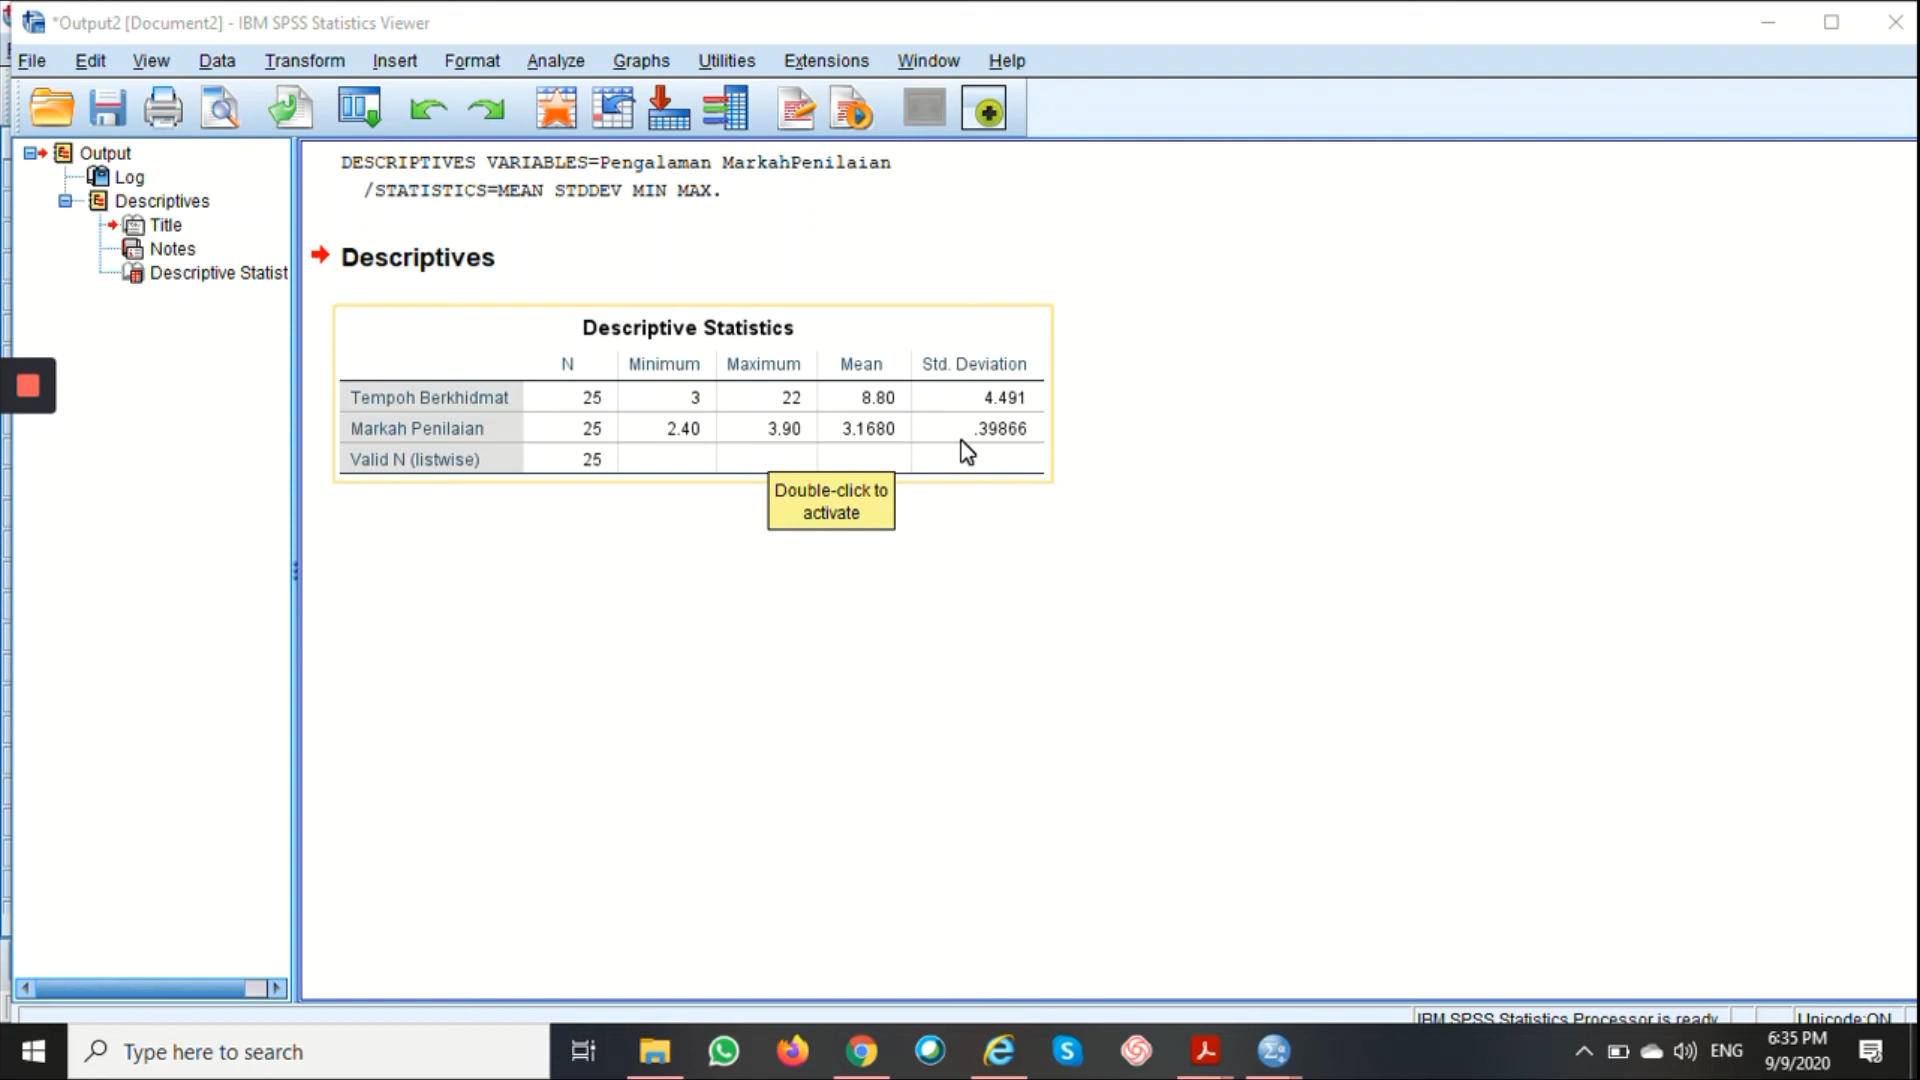 *Output2 [Document2] - IBM SPSS Statistics Viewer
File Edit View Data Transform Insert Format Analyze Graphs Utilities Extensions Window Help
Output
Log
Descriptives
Title
Notes
Descriptive Statist
DESCRIPTIVES VARIABLES=Pengalaman MarkahPenilaian
/STATISTICS=MEAN STDDEV MIN MAX.
Descriptives
Descriptive Statistics
N Minimum Maximum Mean Std. Deviation
Tempoh Berkhidmat 25 3 22 8.80 4.491
Markah Penilaian 25 2.40 3.90 3.1680 .39866
Valid N (listwise) 25
Double-click to
activate
IBM SPSS Statistics Processor is ready Unicode:ON
Type here to search
ENG
6:35 PM
9/9/2020